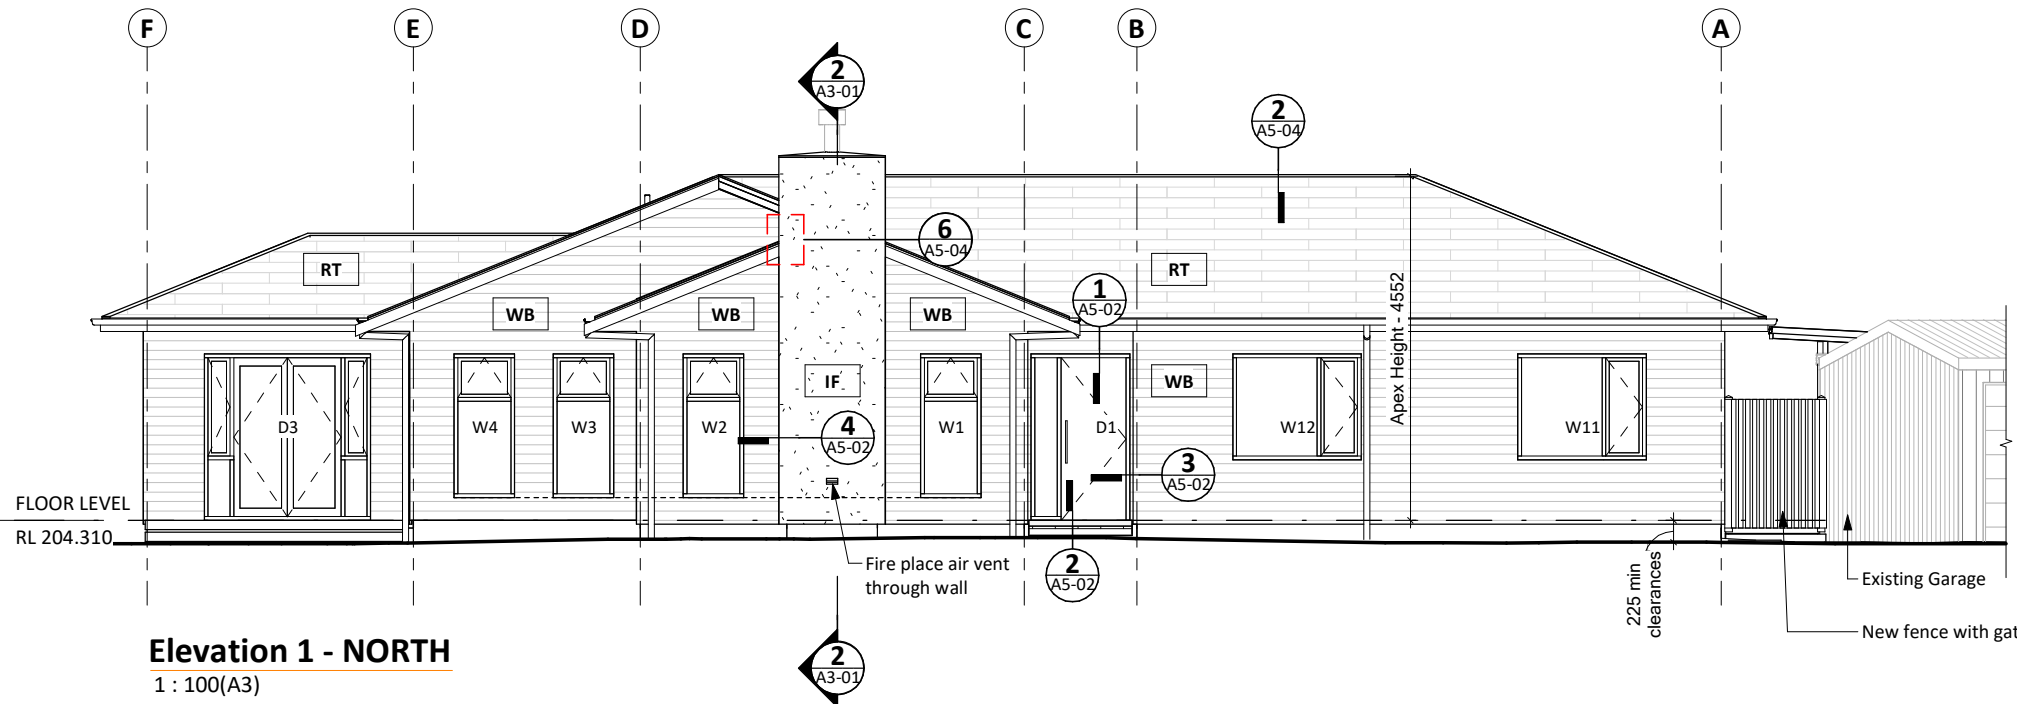 F
E
D
C
B
A
2
A3-01
2
A5-04
6
A5-04
RT
RT
1
A5-02
Apex Height - 4552
WB
WB
WB
IF
WB
D3
W4
W3
W2
4
A5-02
W1
D1
W12
W11
3
A5-02
FLOOR LEVEL
RL 204.310
Fire place air vent
through wall
2
A5-02
225 min
clearances
Existing Garage
New fence with gat
Elevation 1 - NORTH
1 : 100(A3)
2
A3-01